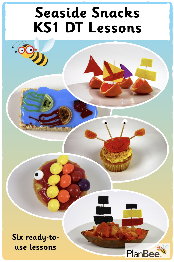 Seaside Snacks
KS1 DT Lessons
Six ready-to-
use lessons
PlanBee